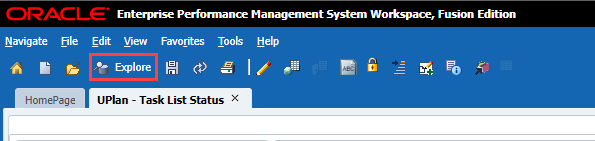 ORACLE Enterprise Performance Management System Workspace, Fusion Edition
Navigate File Edit View Favorites Tools Help
Explore ABC
HomePage UPlan - Task List Status ×